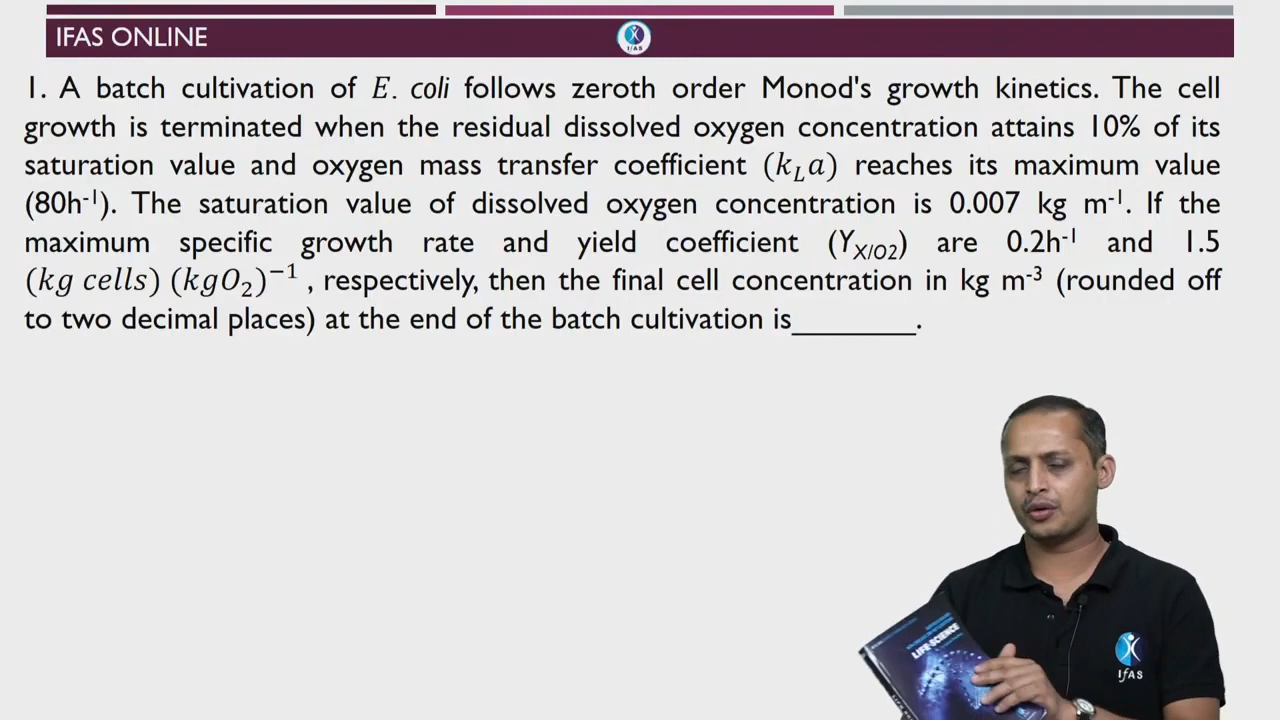 IFAS ONLINE
IfAS
1. A batch cultivation of E. coli follows zeroth order Monod's growth kinetics. The cell
growth is terminated when the residual dissolved oxygen concentration attains 10% of its
saturation value and oxygen mass transfer coefficient (k_L a) reaches its maximum value
(80h⁻¹). The saturation value of dissolved oxygen concentration is 0.007 kg m⁻¹. If the
maximum specific growth rate and yield coefficient (Y_X/O2) are 0.2h⁻¹ and 1.5
(kg cells) (kgO₂)⁻¹ , respectively, then the final cell concentration in kg m⁻³ (rounded off
to two decimal places) at the end of the batch cultivation is________.
LIFE-SCIENCE
IfAS